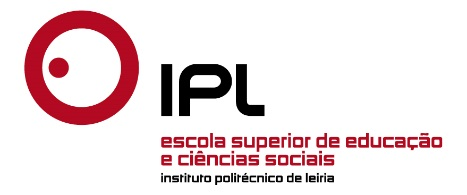 IPL
escola superior de educação
e ciências sociais
instituto politécnico de leiria